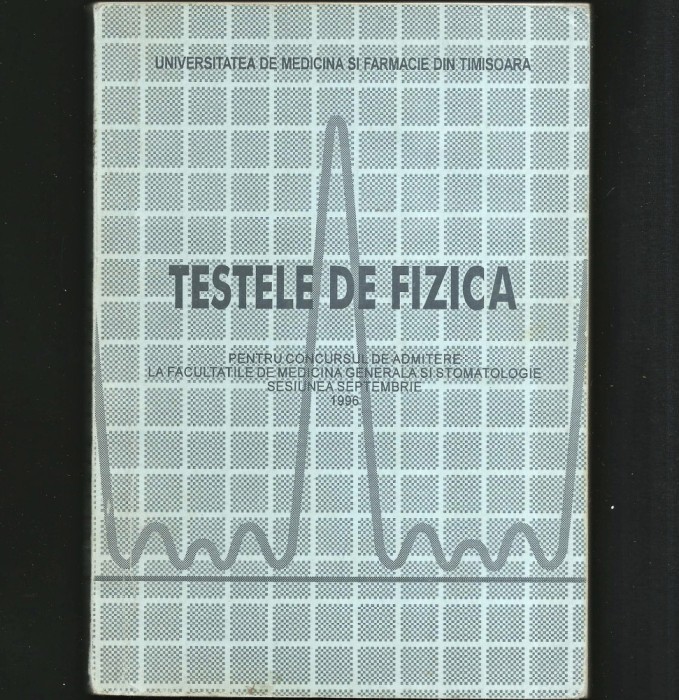 UNIVERSITATEA DE MEDICINA SI FARMACIE DIN TIMISOARA
TESTELE DE FIZICA
PENTRU CONCURSUL DE ADMITERE
LA FACULTATILE DE MEDICINA GENERALA SI STOMATOLOGIE
SESIUNEA SEPTEMBRIE
1996